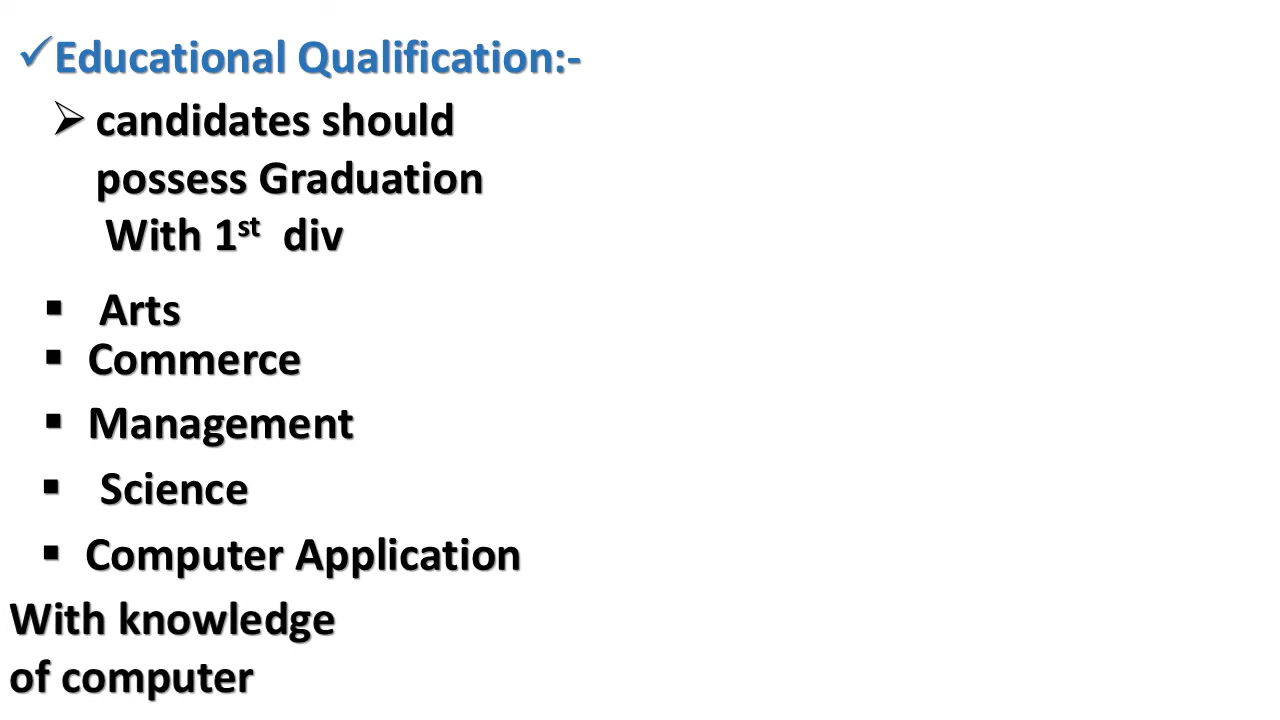 ✓Educational Qualification:-
➢ candidates should
possess Graduation
With 1st div
▪ Arts
▪ Commerce
▪ Management
▪ Science
▪ Computer Application
With knowledge
of computer